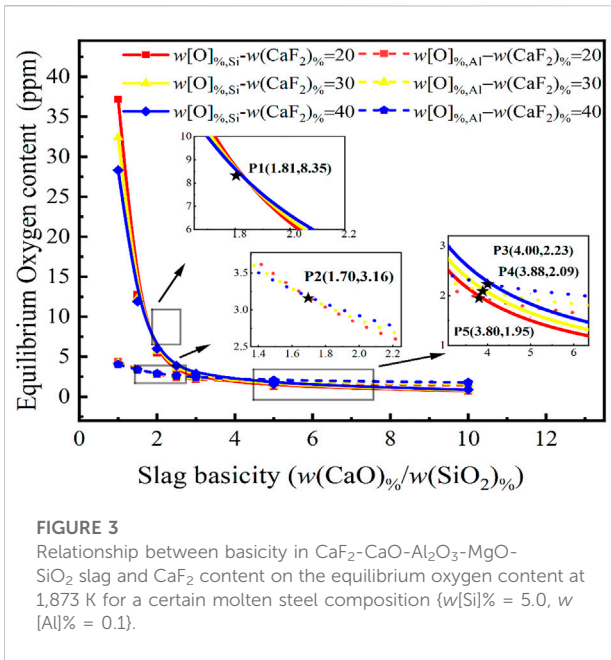 w[O]%,Si-w(CaF2)%=20
w[O]%,Al–w(CaF2)%=20
w[O]%,Si-w(CaF2)%=30
w[O]%,Al–w(CaF2)%=30
w[O]%,Si-w(CaF2)%=40
w[O]%,Al–w(CaF2)%=40
Equilibrium Oxygen content (ppm)
40
35
30
25
20
15
10
5
0
0
2
4
6
8
10
12
10
9
8
7
6
P1(1.81,8.35)
1.8
2.0
2.2
3.5
3.0
2.5
P2(1.70,3.16)
1.4
1.6
1.8
2.0
2.2
3
2
1
P3(4.00,2.23)
P4(3.88,2.09)
P5(3.80,1.95)
4
5
6
Slag basicity (w(CaO)%/w(SiO2)%)
FIGURE 3
Relationship between basicity in CaF2-CaO-Al2O3-MgO-
SiO2 slag and CaF2 content on the equilibrium oxygen content at
1,873 K for a certain molten steel composition {w[Si]% = 5.0, w
[Al]% = 0.1}.